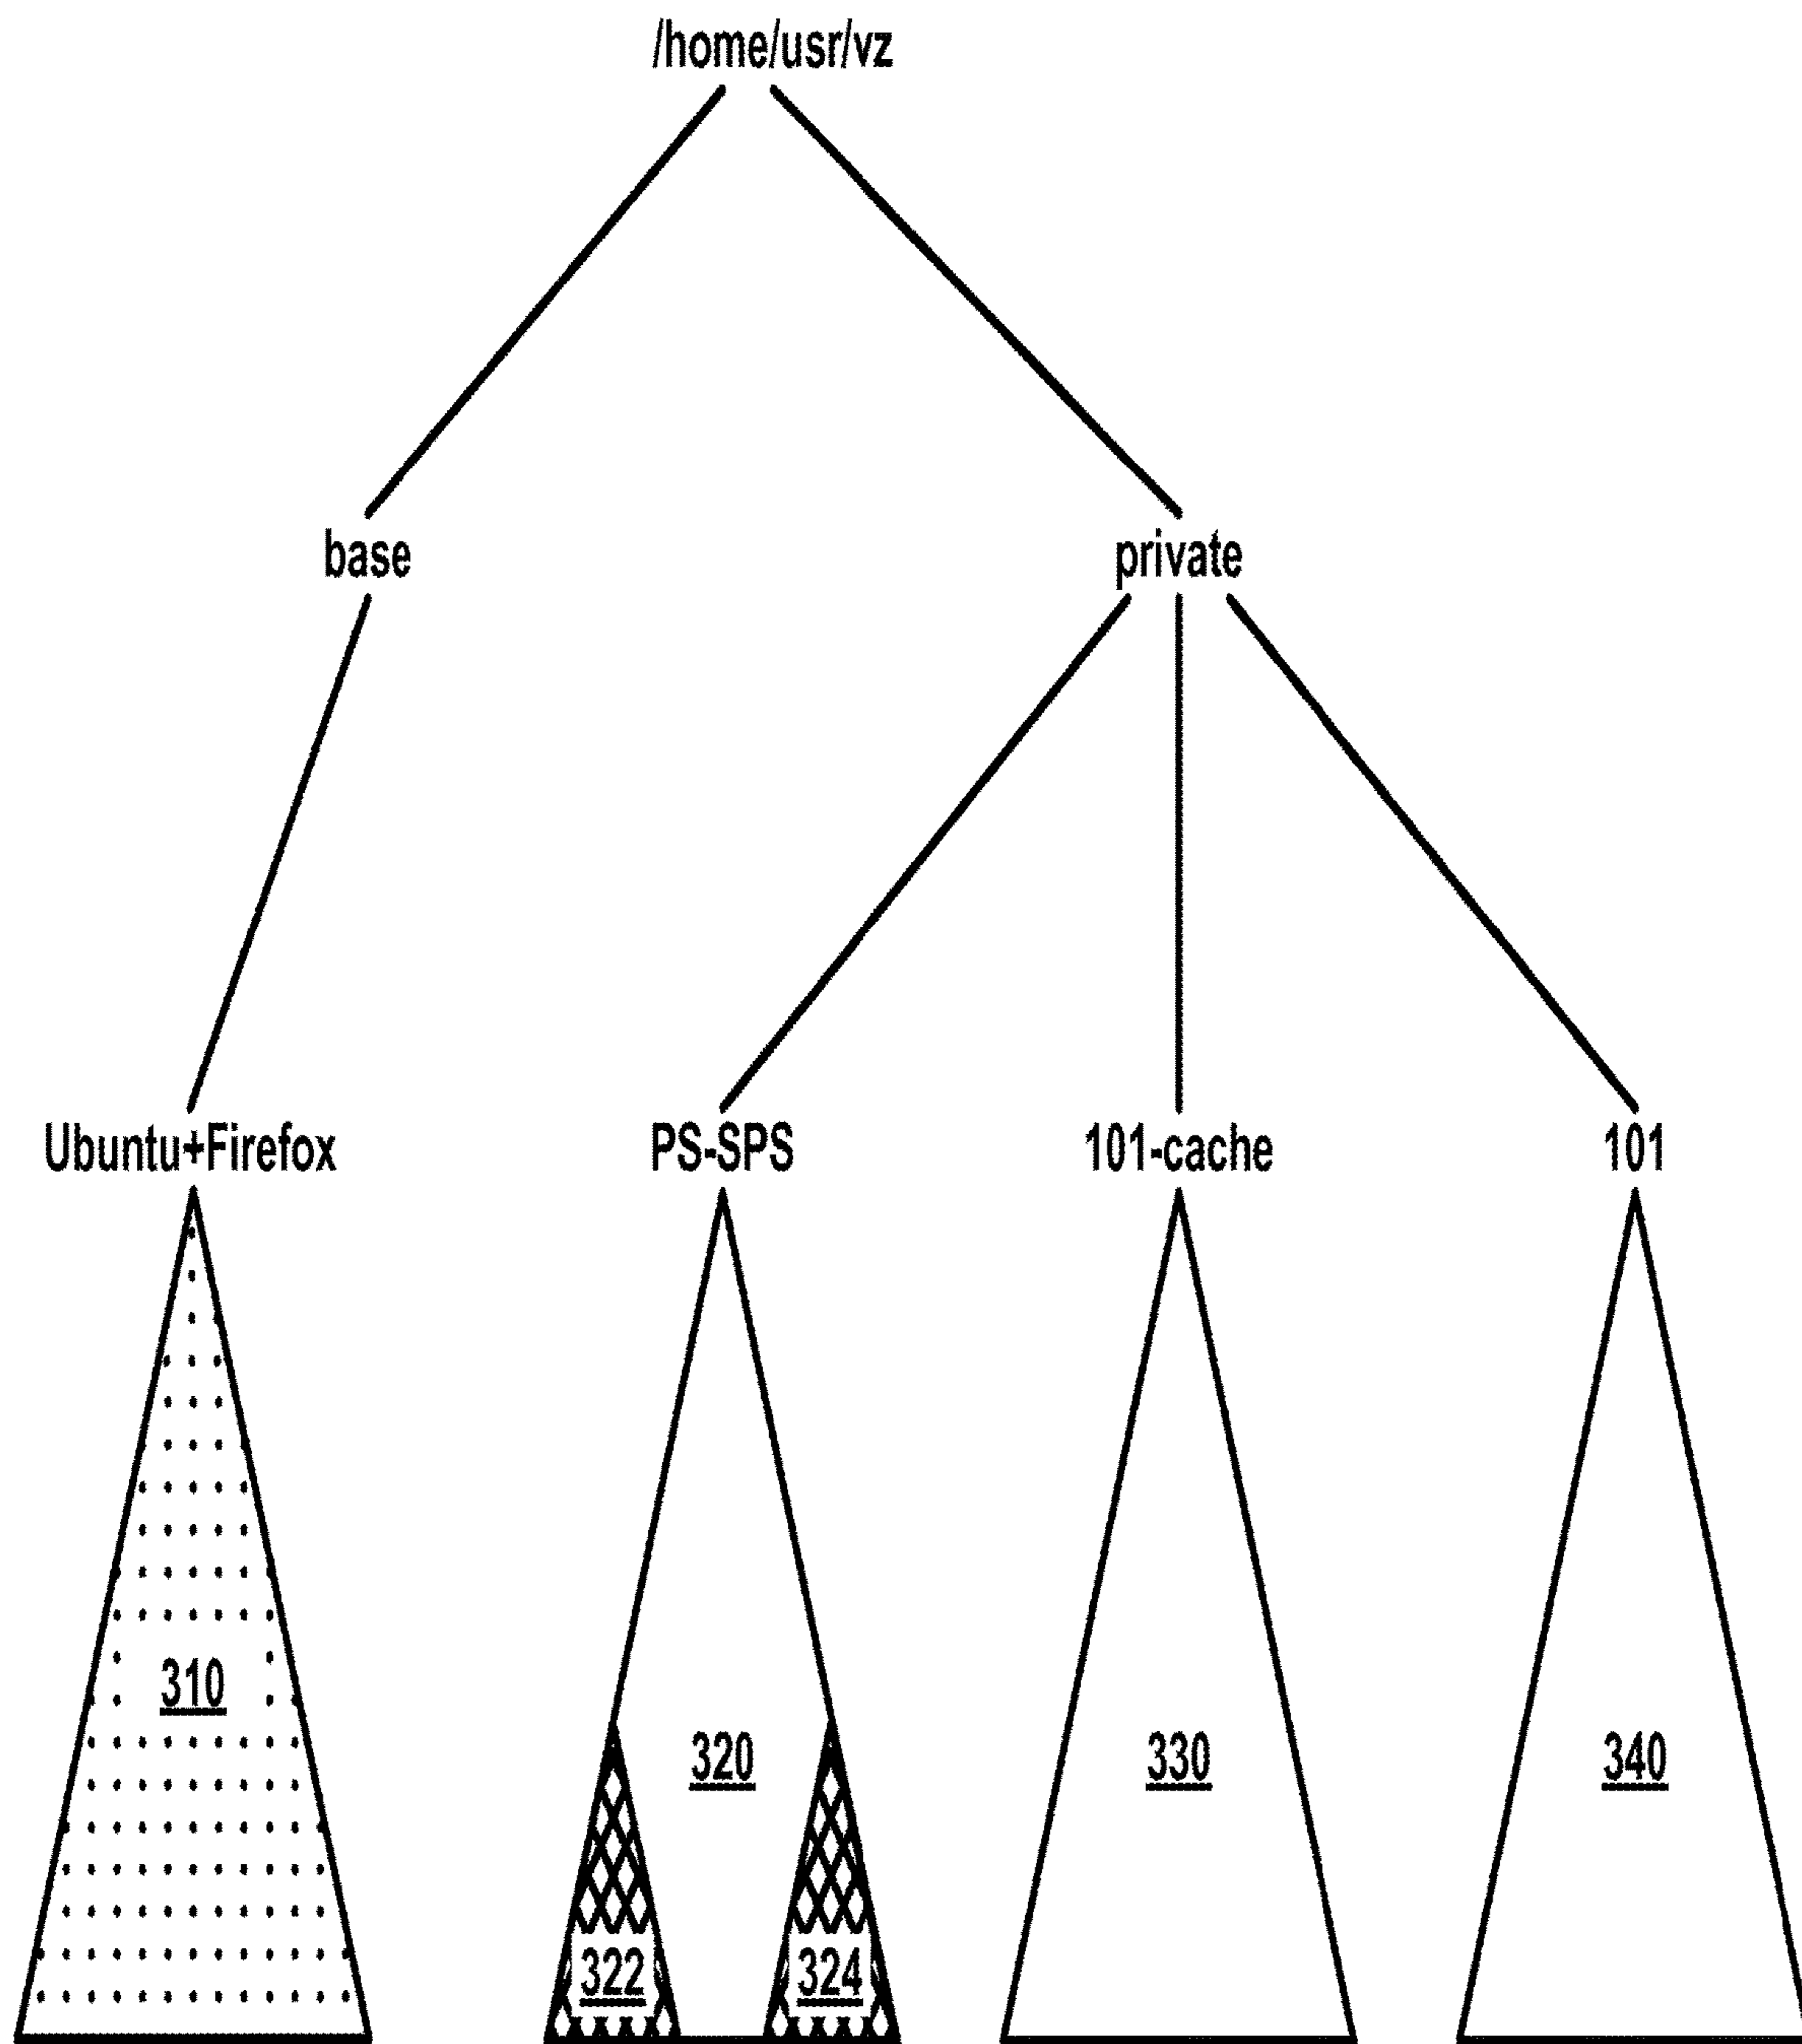 /home/usr/vz
base private
Ubuntu+Firefox PS-SPS 101-cache 101
310
320 330 340
322 324